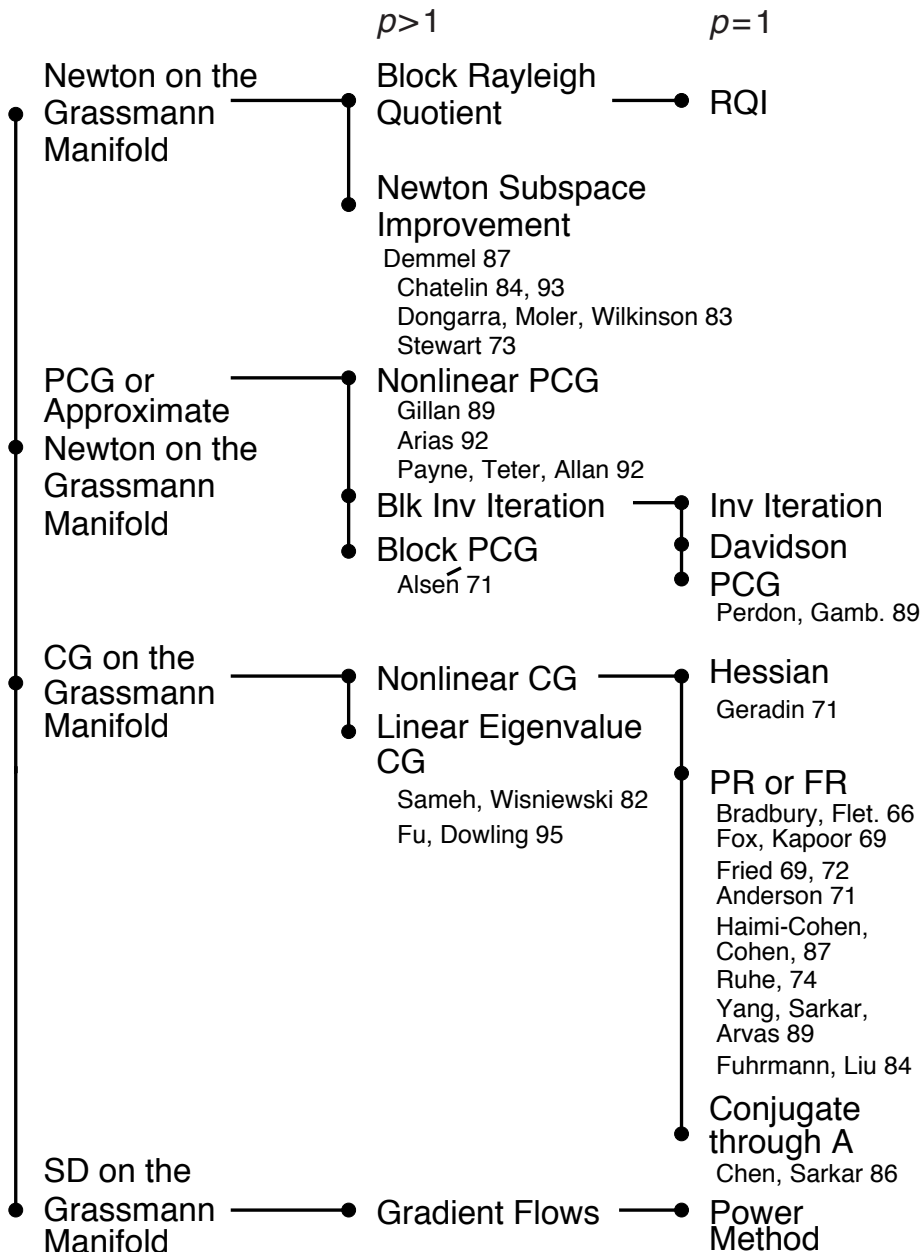 p>1
p=1
Newton on the
Grassmann
Manifold
Block Rayleigh
Quotient
RQI
Newton Subspace
Improvement
Demmel 87
Chatelin 84, 93
Dongarra, Moler, Wilkinson 83
Stewart 73
PCG or
Approximate
Newton on the
Grassmann
Manifold
Nonlinear PCG
Gillan 89
Arias 92
Payne, Teter, Allan 92
Blk Inv Iteration
Block PCG
Alsen 71
Inv Iteration
Davidson
PCG
Perdon, Gamb. 89
CG on the
Grassmann
Manifold
Nonlinear CG
Linear Eigenvalue
CG
Sameh, Wisniewski 82
Fu, Dowling 95
Hessian
Geradin 71
PR or FR
Bradbury, Flet. 66
Fox, Kapoor 69
Fried 69, 72
Anderson 71
Haimi-Cohen,
Cohen, 87
Ruhe, 74
Yang, Sarkar,
Arvas 89
Fuhrmann, Liu 84
Conjugate
through A
Chen, Sarkar 86
SD on the
Grassmann
Manifold
Gradient Flows
Power
Method